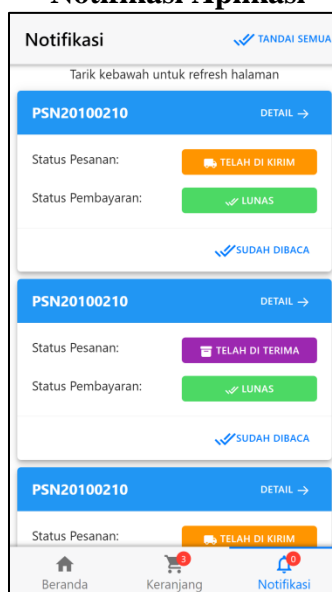 Notifikasi Aplikasi
Notifikasi TANDAI SEMUA
Tarik kebawah untuk refresh halaman
PSN20100210 DETAIL →
Status Pesanan: TELAH DI KIRIM
Status Pembayaran: LUNAS
SUDAH DIBACA
PSN20100210 DETAIL →
Status Pesanan: TELAH DI TERIMA
Status Pembayaran: LUNAS
SUDAH DIBACA
PSN20100210 DETAIL →
Status Pesanan: TELAH DI KIRIM
3 0
Beranda Keranjang Notifikasi